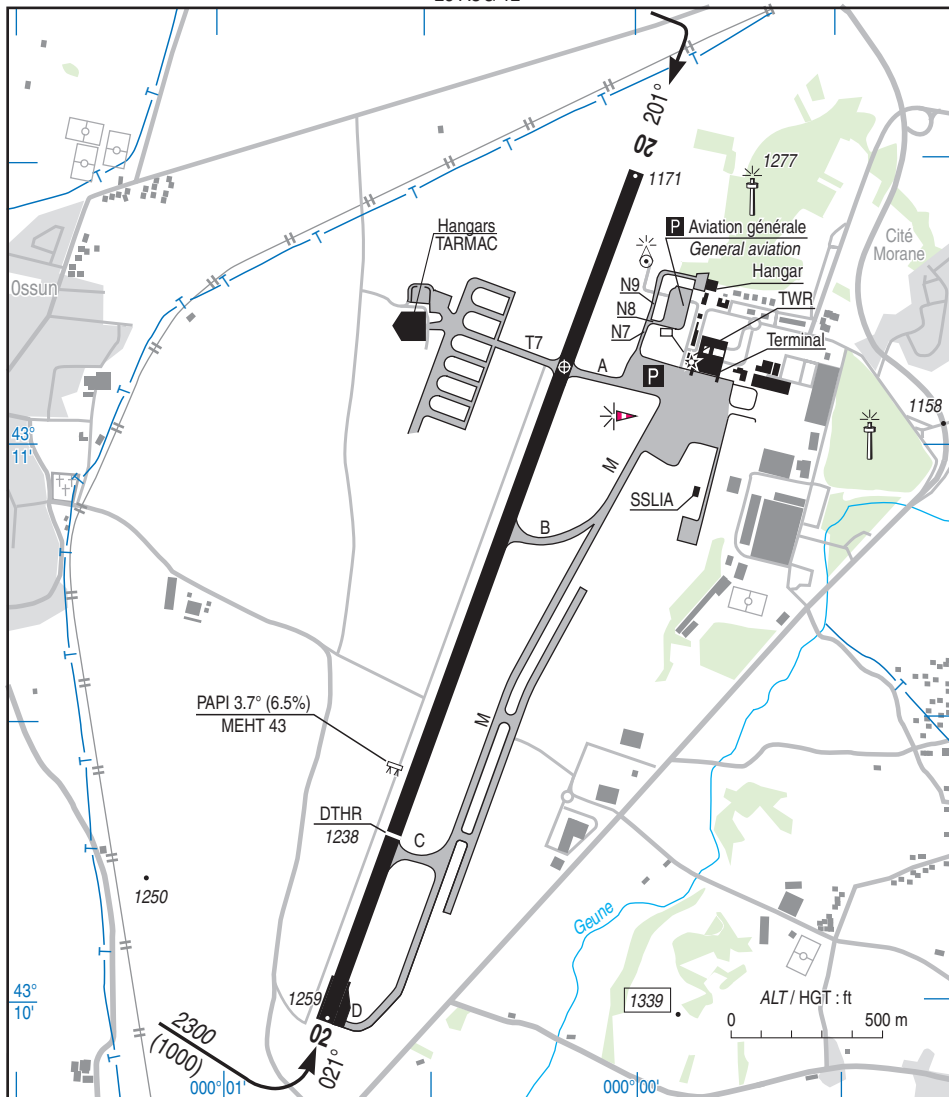 201°
20
1171
1277
P Aviation générale
General aviation
Hangar
Cité
Morane
Hangars
TARMAC
Ossun
N9
N8
N7
TWR
Terminal
T7
A
P
1158
43°
11'
M
SSLIA
B
PAPI 3.7° (6.5%)
MEHT 43
M
DTHR
1238
C
1250
Geune
43°
10'
1259
D
02
021°
2300
(1000)
1339
ALT / HGT : ft
0
500 m
000° 01'
000° 00'